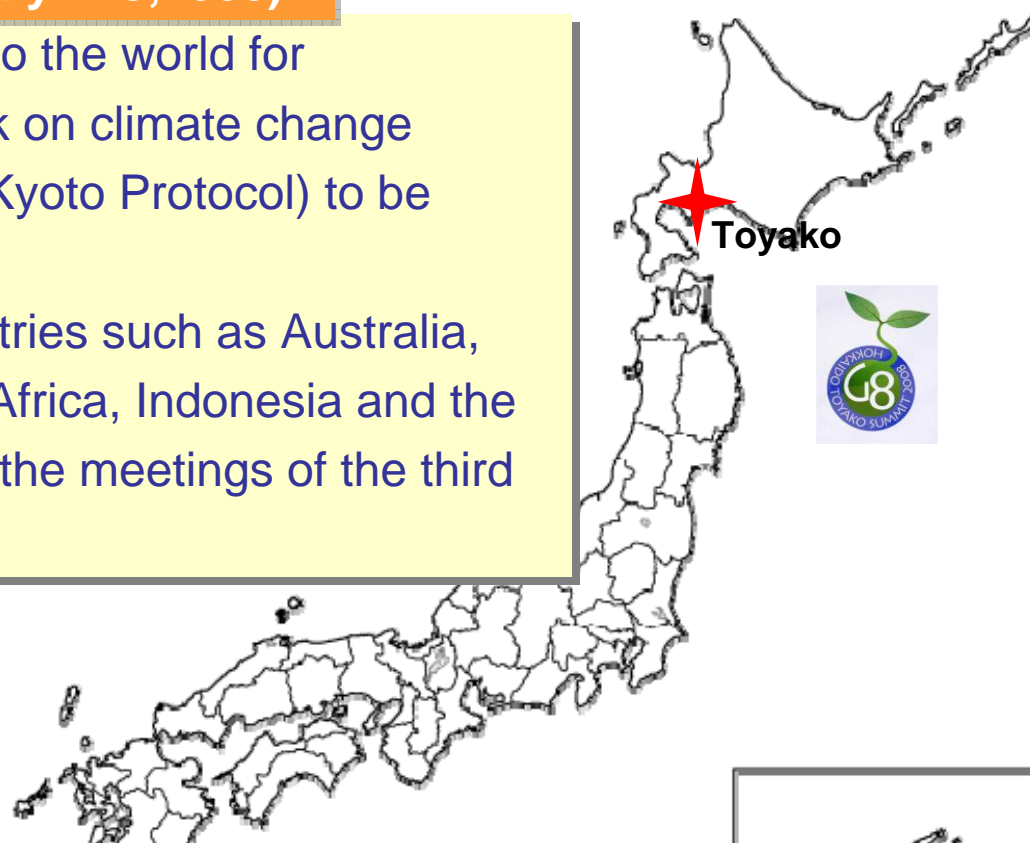 o the world for
k on climate change
Kyoto Protocol) to be
tries such as Australia,
Africa, Indonesia and the
the meetings of the third
Toyako
HOKKAIDO TOYAKO SUMMIT 2008
G8